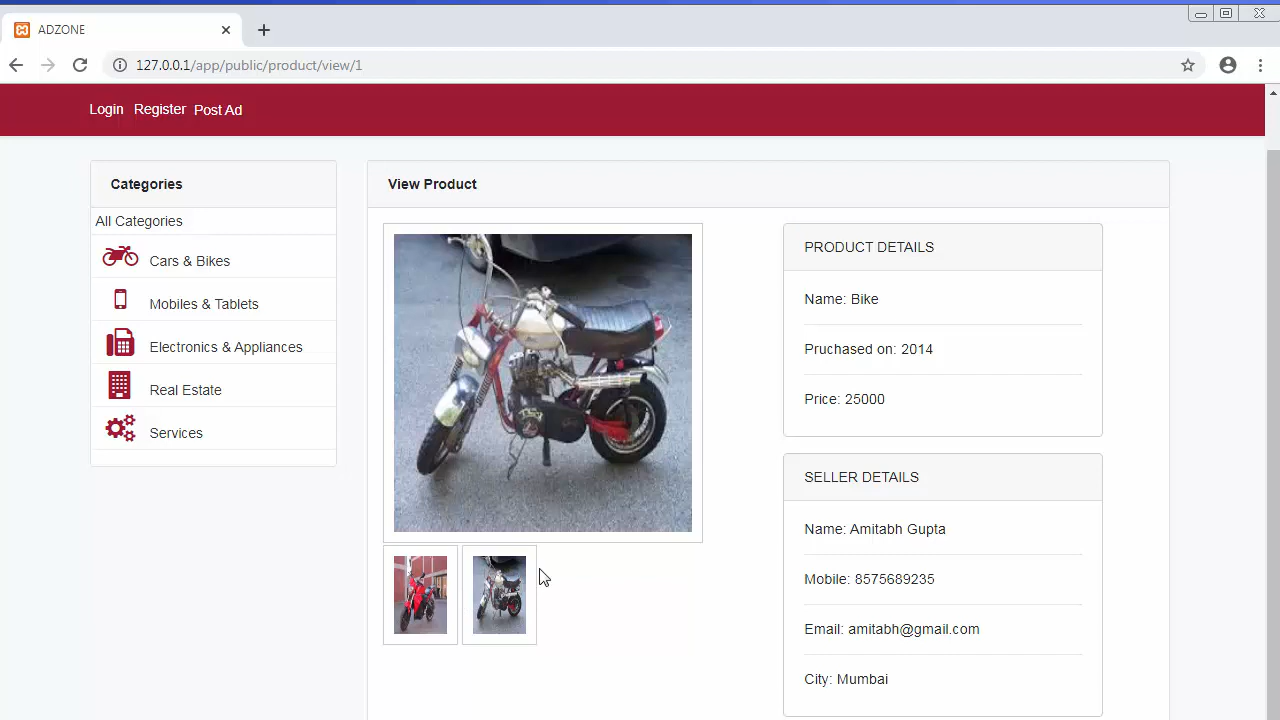 ADZONE
127.0.0.1/app/public/product/view/1
Login Register Post Ad
Categories
All Categories
Cars & Bikes
Mobiles & Tablets
Electronics & Appliances
Real Estate
Services
View Product
PRODUCT DETAILS
Name: Bike
Pruchased on: 2014
Price: 25000
SELLER DETAILS
Name: Amitabh Gupta
Mobile: 8575689235
Email: amitabh@gmail.com
City: Mumbai